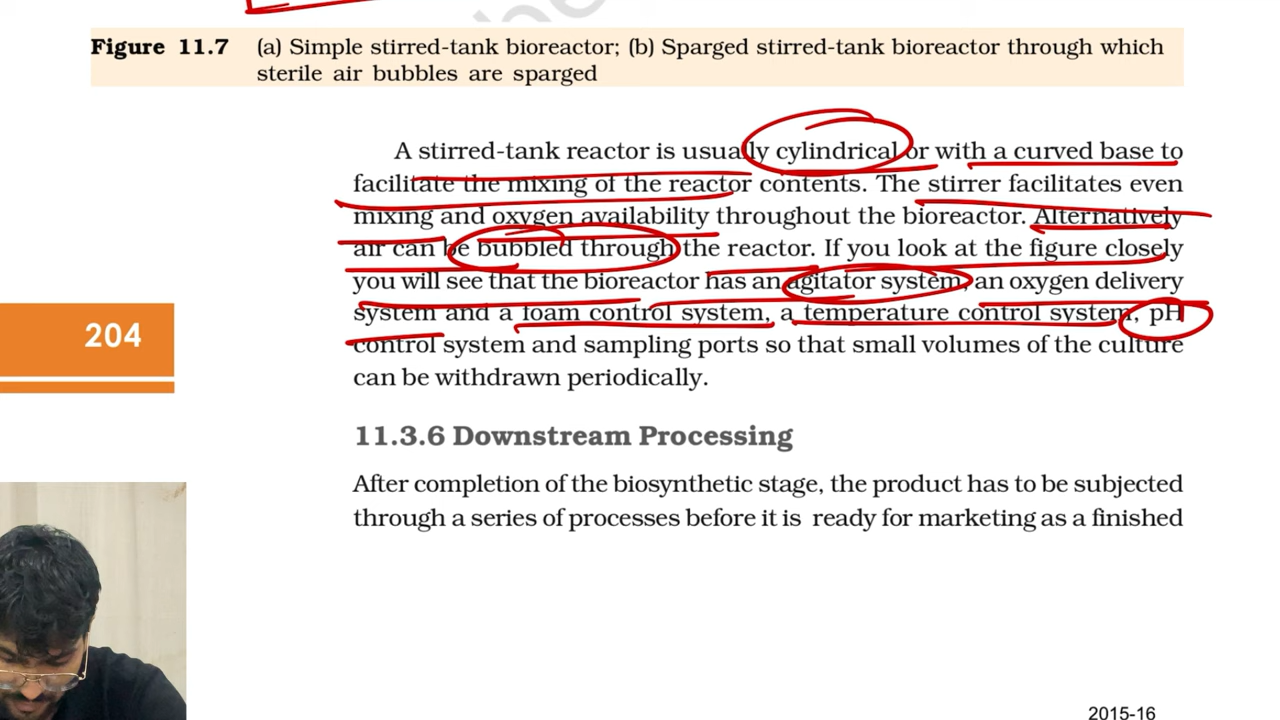 Figure 11.7 (a) Simple stirred-tank bioreactor; (b) Sparged stirred-tank bioreactor through which
sterile air bubbles are sparged
A stirred-tank reactor is usually cylindrical or with a curved base to
facilitate the mixing of the reactor contents. The stirrer facilitates even
mixing and oxygen availability throughout the bioreactor. Alternatively
air can be bubbled through the reactor. If you look at the figure closely
you will see that the bioreactor has an agitator system, an oxygen delivery
system and a foam control system, a temperature control system, pH
control system and sampling ports so that small volumes of the culture
can be withdrawn periodically.
204
11.3.6 Downstream Processing
After completion of the biosynthetic stage, the product has to be subjected
through a series of processes before it is ready for marketing as a finished
2015-16